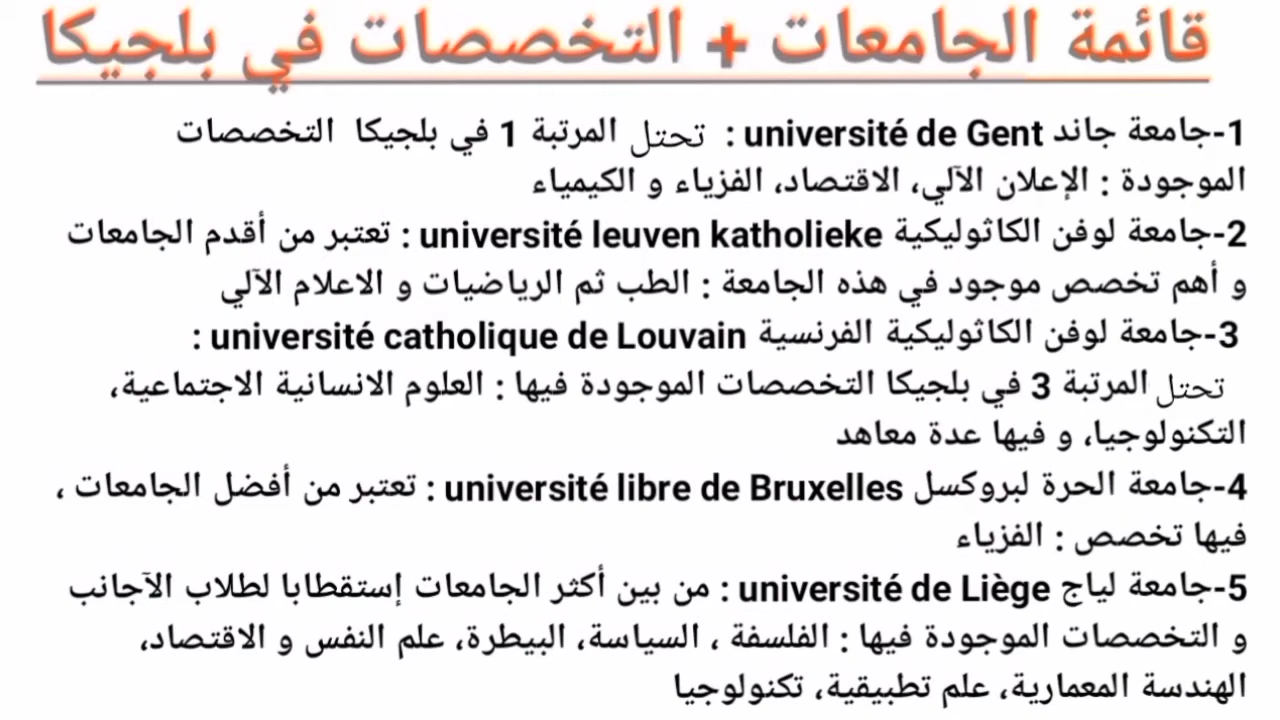 قائمة الجامعات + التخصصات في بلجيكا
1-جامعة جاند université de Gent : تحتل المرتبة 1 في بلجيكا التخصصات
الموجودة : الإعلان الآلي، الاقتصاد، الفزياء و الكيمياء
2-جامعة لوفن الكاثوليكية université leuven katholieke : تعتبر من أقدم الجامعات
و أهم تخصص موجود في هذه الجامعة : الطب ثم الرياضيات و الاعلام الآلي
3-جامعة لوفن الكاثوليكية الفرنسية université catholique de Louvain :
تحتل المرتبة 3 في بلجيكا التخصصات الموجودة فيها : العلوم الانسانية الاجتماعية،
التكنولوجيا، و فيها عدة معاهد
4-جامعة الحرة لبروكسل université libre de Bruxelles : تعتبر من أفضل الجامعات ،
فيها تخصص : الفزياء
5-جامعة لياج université de Liège : من بين أكثر الجامعات إستقطابا لطلاب الآجانب
و التخصصات الموجودة فيها : الفلسفة ، السياسة، البيطرة، علم النفس و الاقتصاد،
الهندسة المعمارية، علم تطبيقية، تكنولوجيا